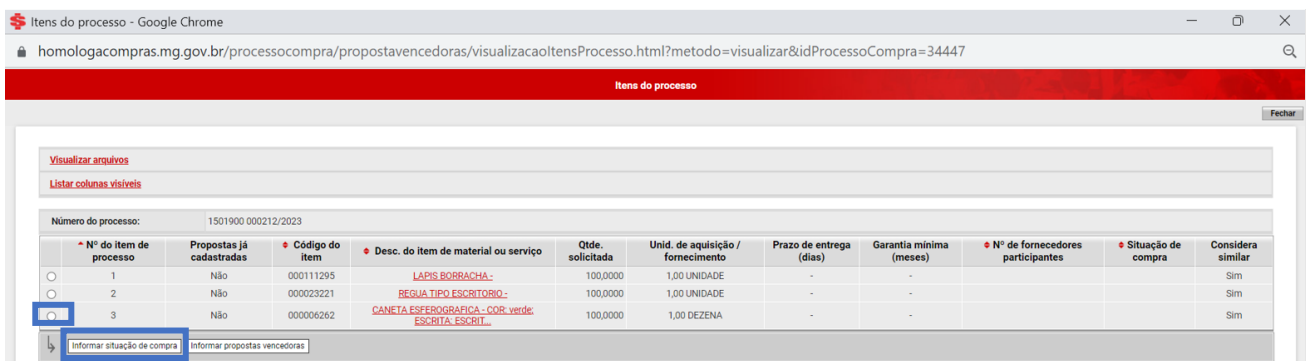 Itens do processo - Google Chrome
homologacompras.mg.gov.br/processocompra/propostavencedoras/visualizacaoItensProcesso.html?metodo=visualizar&idProcessoCompra=34447
Itens do processo
Fechar
Visualizar arquivos
Listar colunas visíveis
Número do processo: 1501900 000212/2023
Nº do item de processo Propostas já cadastradas Código do item Desc. do item de material ou serviço Qtde. solicitada Unid. de aquisição / fornecimento Prazo de entrega (dias) Garantia mínima (meses) Nº de fornecedores participantes Situação de compra Considera similar
1 Não 000111295 LAPIS BORRACHA - 100,0000 1,00 UNIDADE - - Sim
2 Não 000023221 REGUA TIPO ESCRITORIO - 100,0000 1,00 UNIDADE - - Sim
3 Não 000006262 CANETA ESFEROGRAFICA - COR: verde; ESCRITA: ESCRIT... 100,0000 1,00 DEZENA - - Sim
Informar situação de compra Informar propostas vencedoras